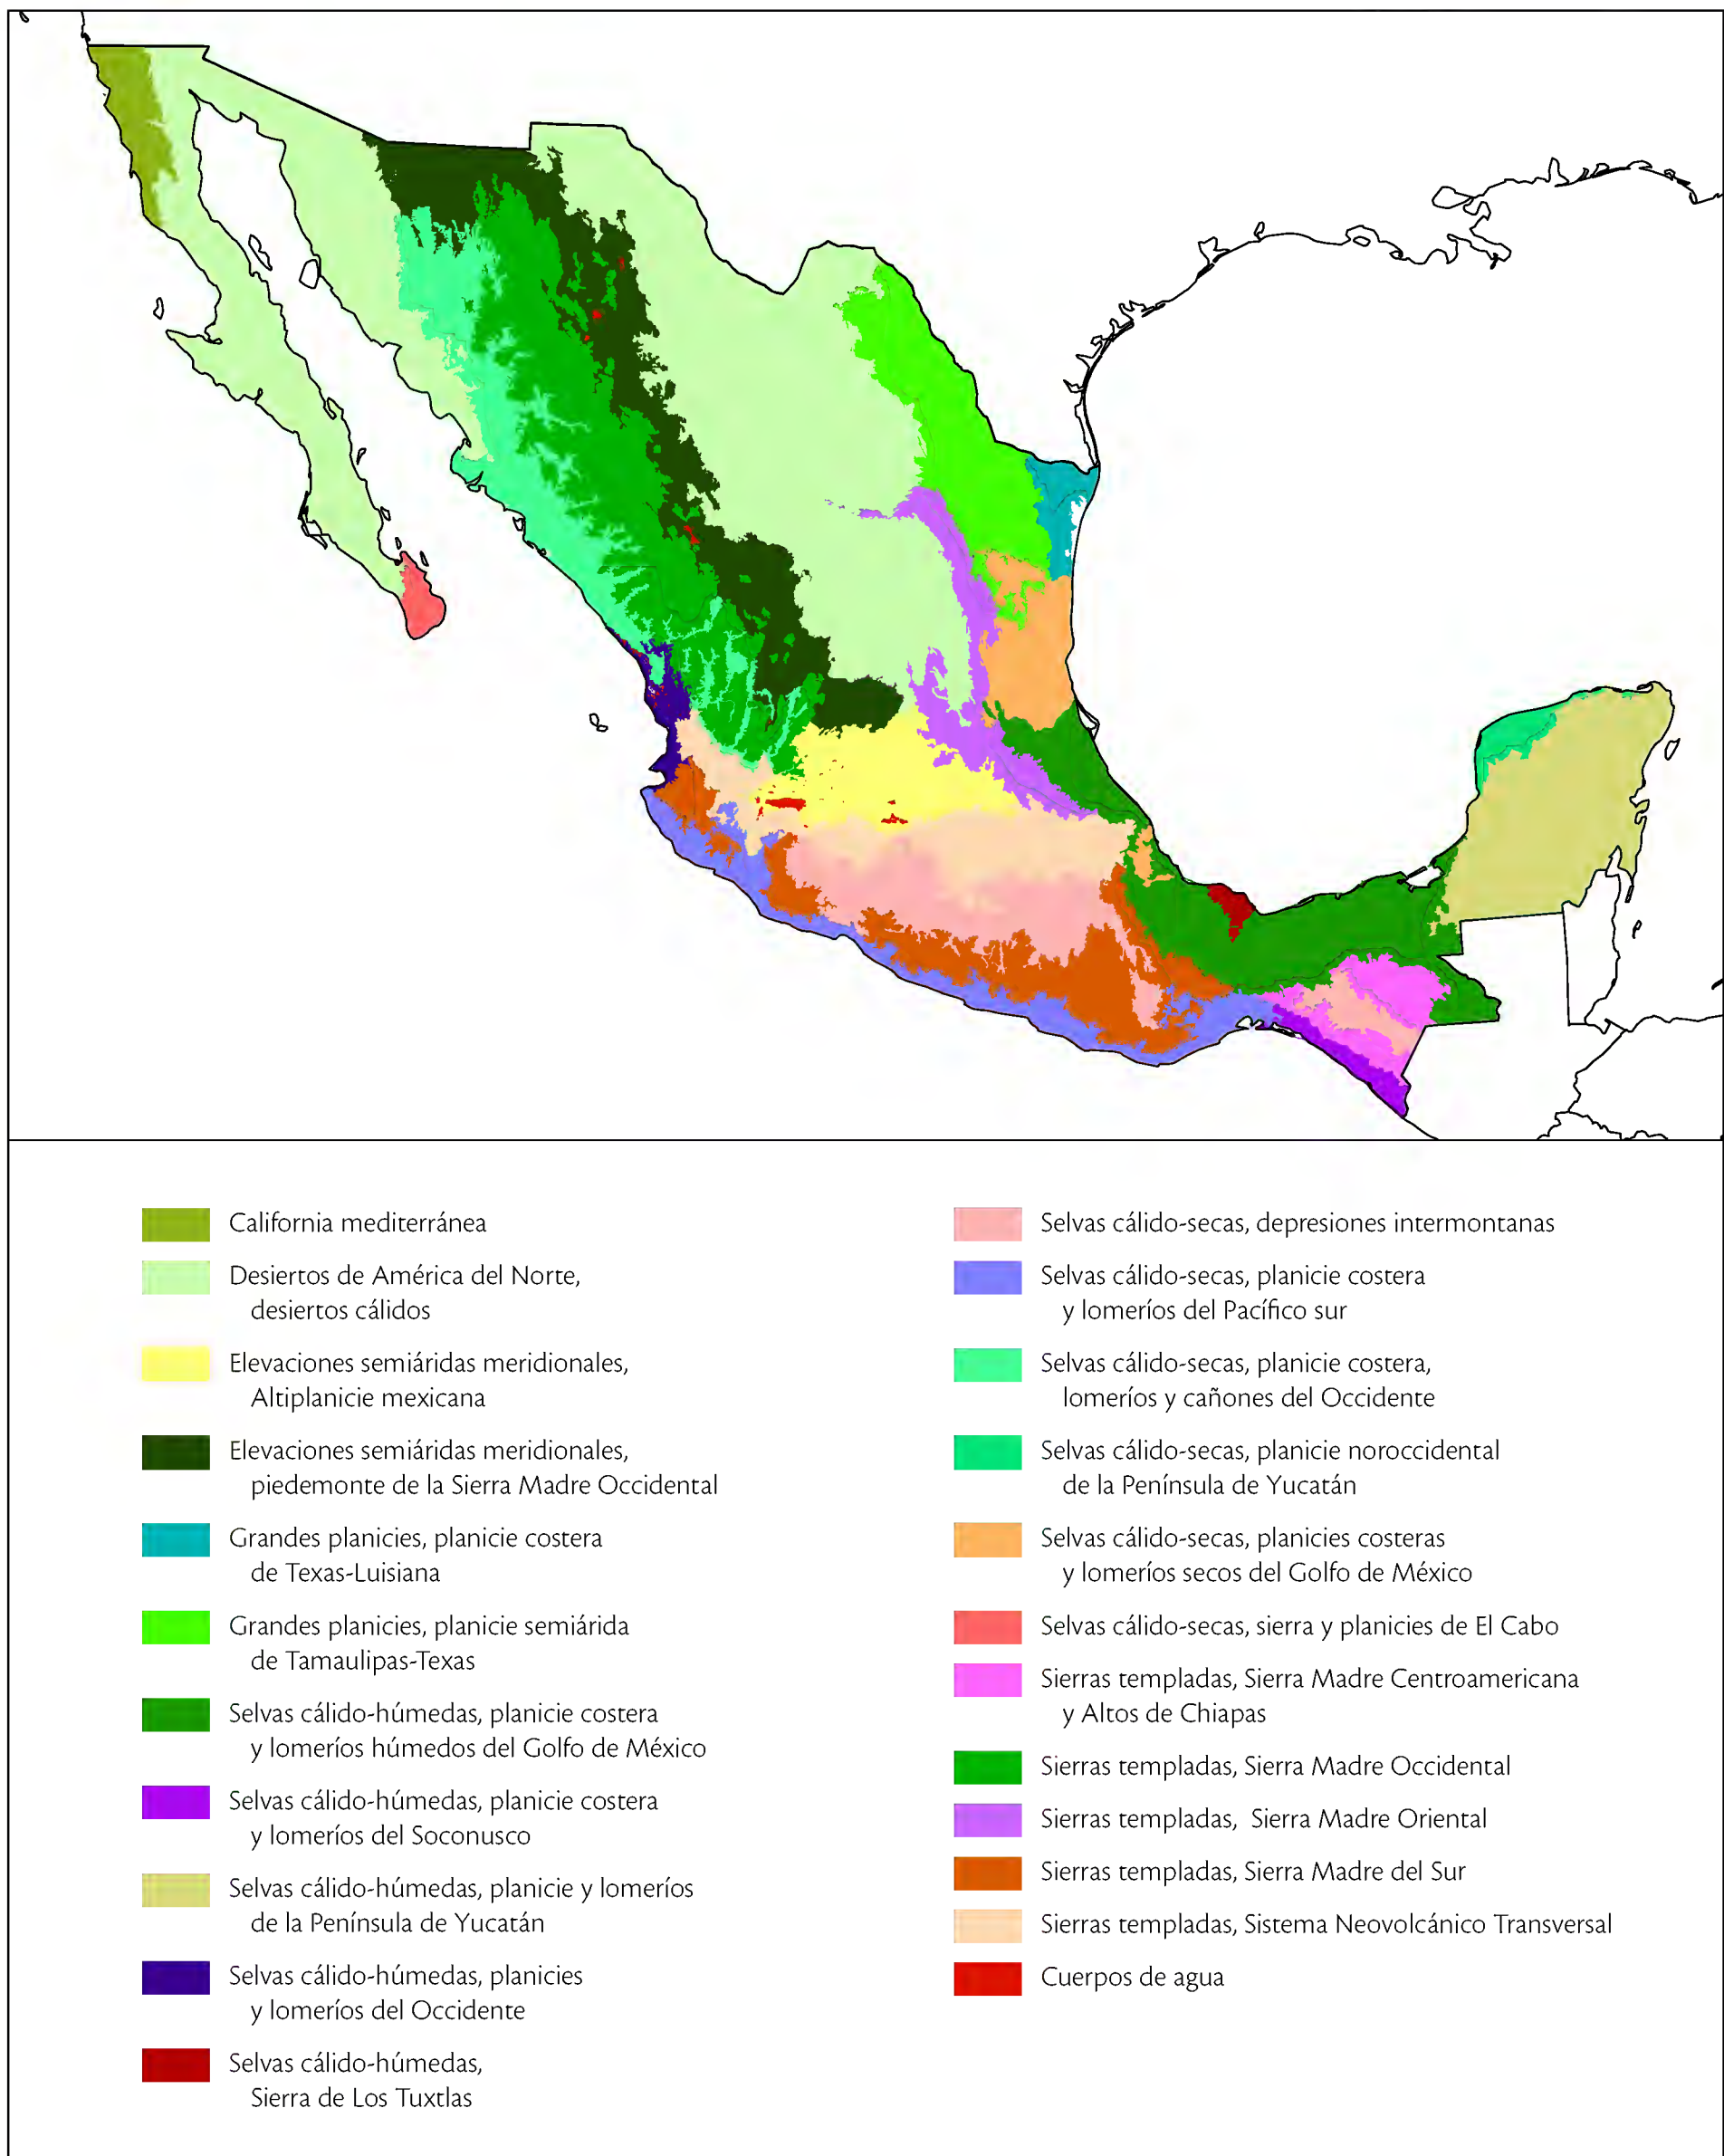 California mediterránea
Desiertos de América del Norte,
desiertos cálidos
Elevaciones semiáridas meridionales,
Altiplanicie mexicana
Elevaciones semiáridas meridionales,
piedemonte de la Sierra Madre Occidental
Grandes planicies, planicie costera
de Texas-Luisiana
Grandes planicies, planicie semiárida
de Tamaulipas-Texas
Selvas cálido-húmedas, planicie costera
y lomeríos húmedos del Golfo de México
Selvas cálido-húmedas, planicie costera
y lomeríos del Soconusco
Selvas cálido-húmedas, planicie y lomeríos
de la Península de Yucatán
Selvas cálido-húmedas, planicies
y lomeríos del Occidente
Selvas cálido-húmedas,
Sierra de Los Tuxtlas
Selvas cálido-secas, depresiones intermontanas
Selvas cálido-secas, planicie costera
y lomeríos del Pacífico sur
Selvas cálido-secas, planicie costera,
lomeríos y cañones del Occidente
Selvas cálido-secas, planicie noroccidental
de la Península de Yucatán
Selvas cálido-secas, planicies costeras
y lomeríos secos del Golfo de México
Selvas cálido-secas, sierra y planicies de El Cabo
Sierras templadas, Sierra Madre Centroamericana
y Altos de Chiapas
Sierras templadas, Sierra Madre Occidental
Sierras templadas, Sierra Madre Oriental
Sierras templadas, Sierra Madre del Sur
Sierras templadas, Sistema Neovolcánico Transversal
Cuerpos de agua